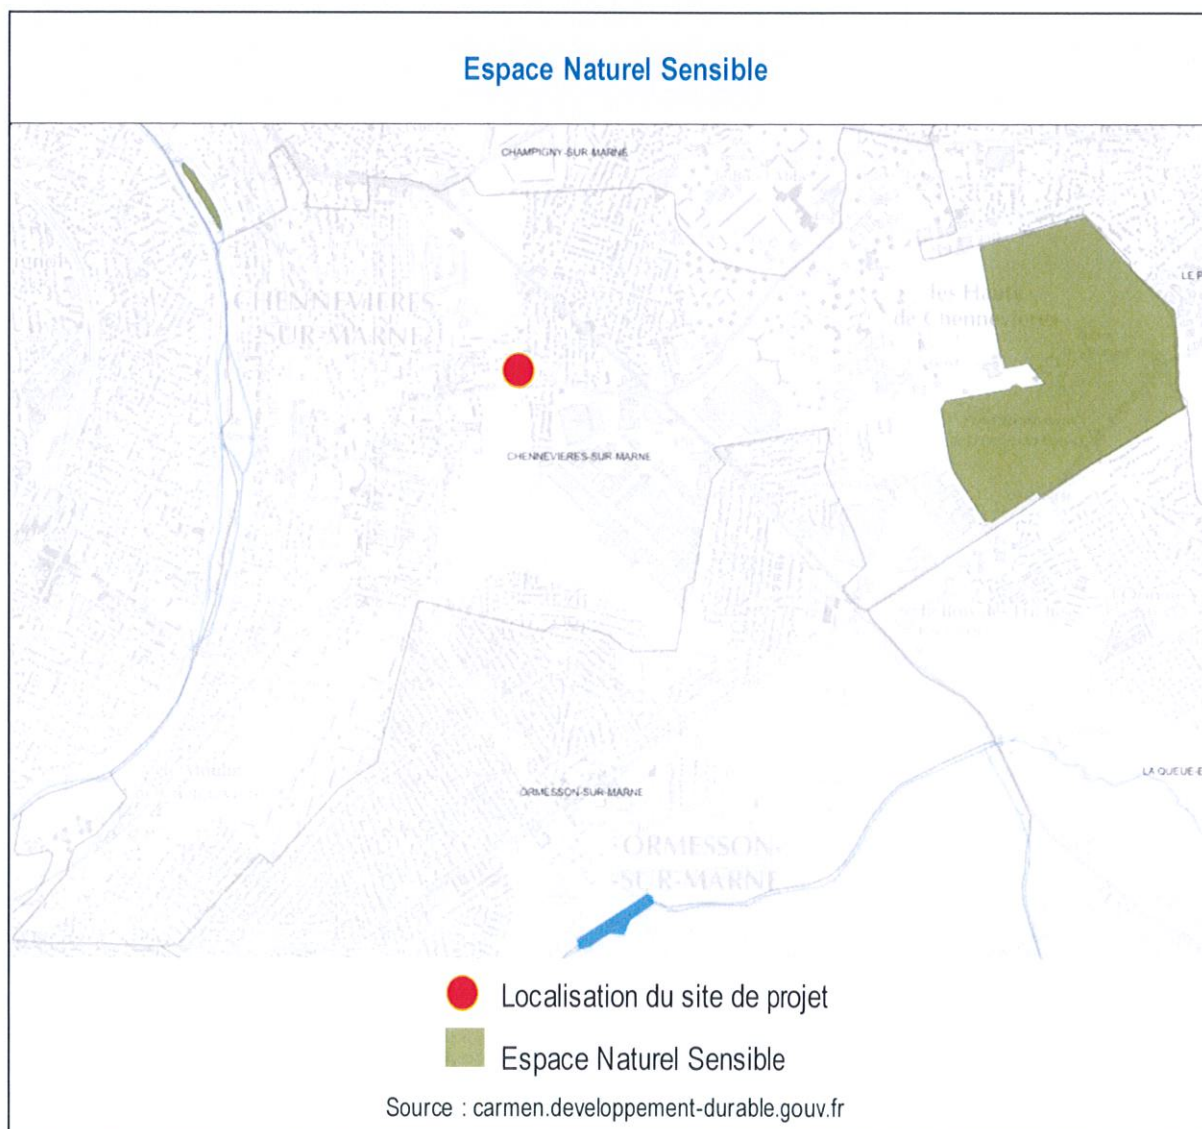 Espace Naturel Sensible
CHAMPIGNY-SUR-MARNE
LE P
CHENNEVIERES-
SUR-MARNE
les Hauts
de Chennevières
CHENNEVIERES-SUR-MARNE
LA QUEUE-E
ORMESSON-SUR-MARNE
ORMESSON-
-SUR-MARNE
Localisation du site de projet
Espace Naturel Sensible
Source : carmen.developpement-durable.gouv.fr